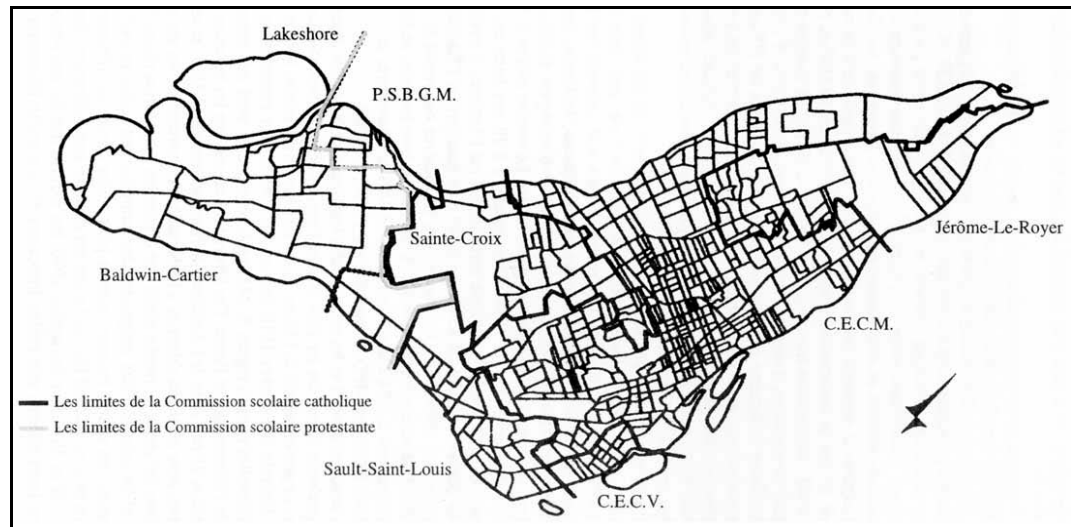 Lakeshore
P.S.B.G.M.
Sainte-Croix
Jérôme-Le-Royer
Baldwin-Cartier
C.E.C.M.
Les limites de la Commission scolaire catholique
Les limites de la Commission scolaire protestante
Sault-Saint-Louis
C.E.C.V.